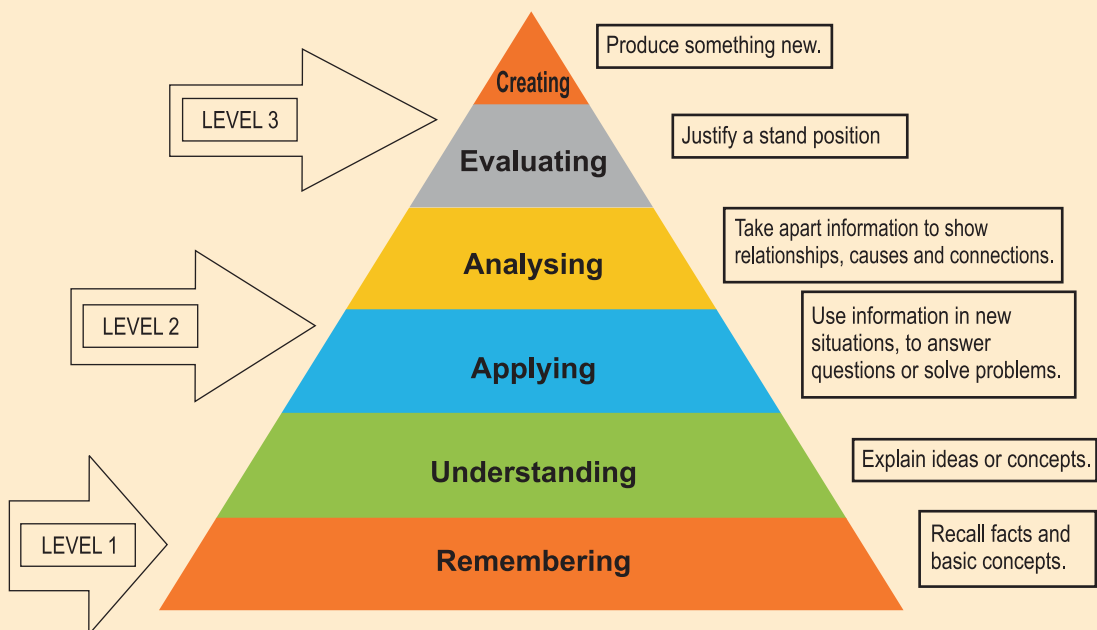 Produce something new.
Creating
LEVEL 3
Justify a stand position
Evaluating
Take apart information to show
relationships, causes and connections.
Analysing
LEVEL 2
Use information in new
situations, to answer
questions or solve problems.
Applying
Explain ideas or concepts.
Understanding
LEVEL 1
Recall facts and
basic concepts.
Remembering